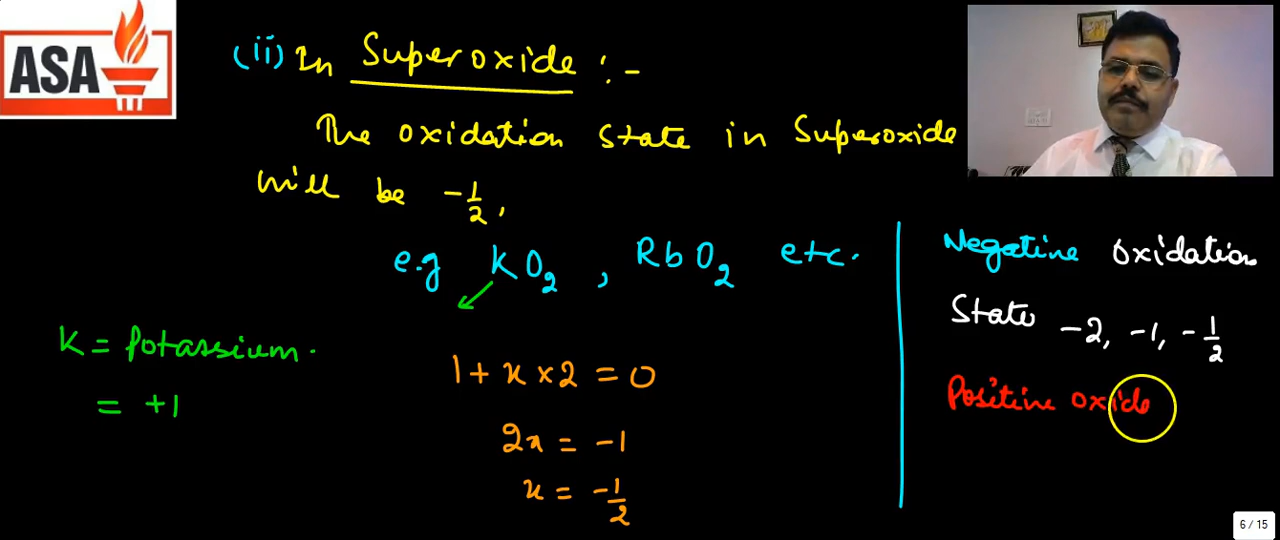 ASA
(ii) In Superoxide :-
The oxidation state in Superoxide
will be -1/2,
e.g KO₂, RbO₂ etc.
K = Potassium.
= +1
1 + x × 2 = 0
2x = -1
x = -1/2
Negative oxidation
State -2, -1, -1/2
Positive oxide
6 / 15